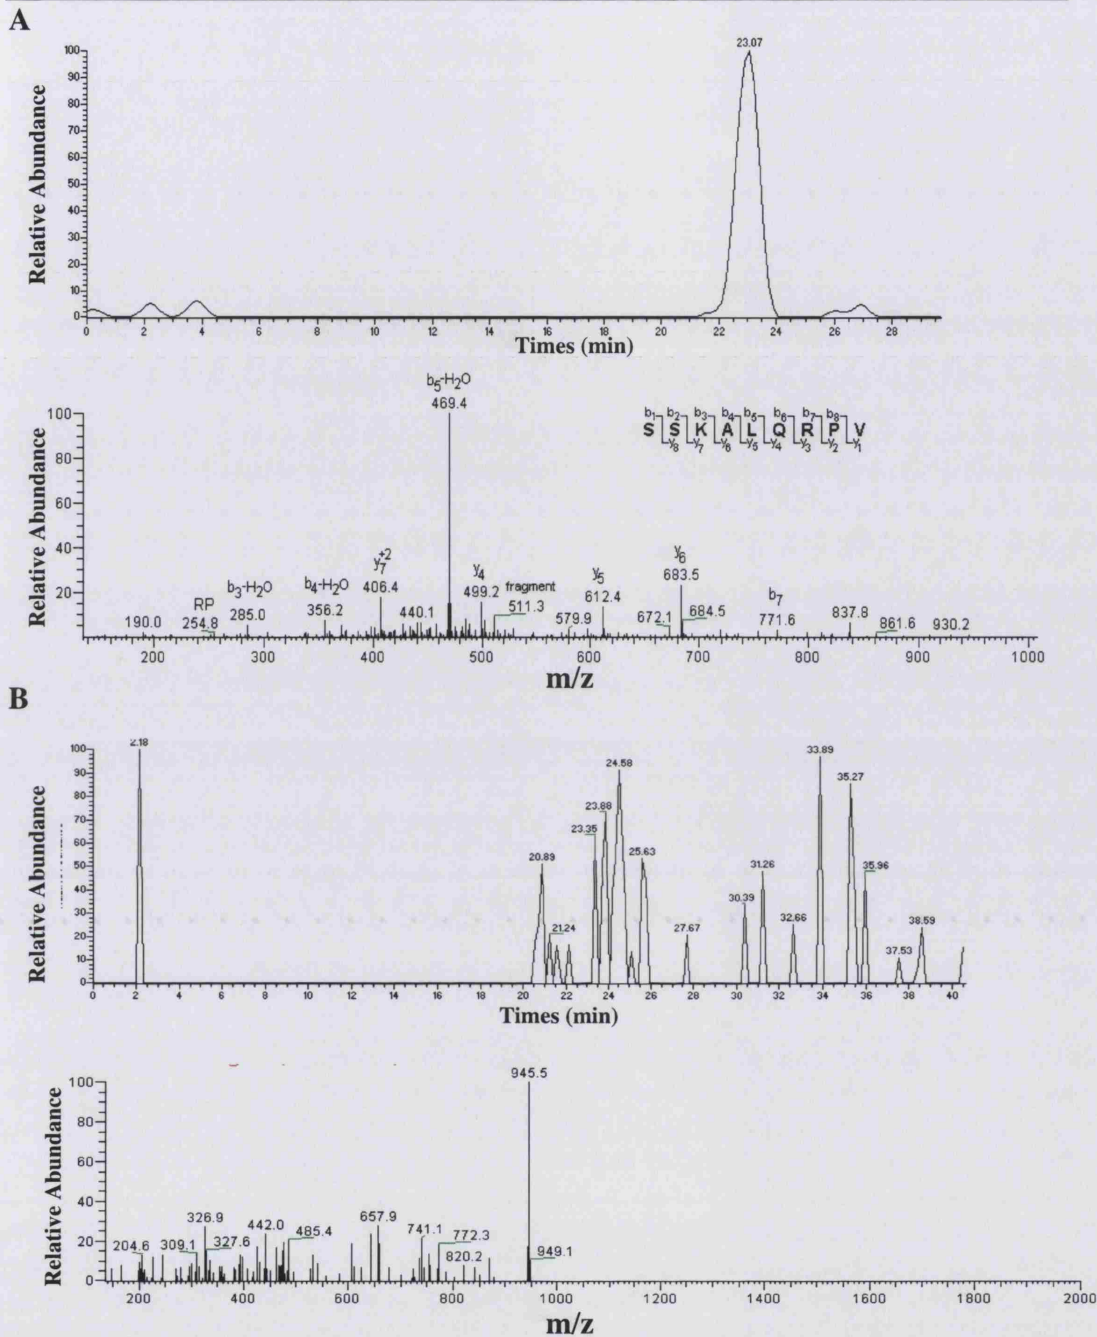 A
23.07
100
90
80
70
60
50
40
30
20
10
0
Relative Abundance
0 2 4 6 8 10 12 14 16 18 20 22 24 26 28
Times (min)
b5-H2O
469.4
b1 b2 b3 b4 b5 b6 b7 b8
S S K A L Q R P V
y8 y7 y6 y5 y4 y3 y2 y1
100
80
60
40
20
Relative Abundance
190.0
RP
254.8
b3-H2O
285.0
b4-H2O
356.2
y7+2
406.4
440.1
y4
499.2
fragment
511.3
579.9
y5
612.4
672.1
y6
683.5
684.5
b7
771.6
837.8
861.6
930.2
200 300 400 500 600 700 800 900 1000
m/z
B
2.18
20.89
21.24
23.35
23.88
24.58
25.63
27.67
30.39
31.26
32.66
33.89
35.27
35.96
37.53
38.59
100
90
80
70
60
50
40
30
20
10
0
Relative Abundance
0 2 4 6 8 10 12 14 16 18 20 22 24 26 28 30 32 34 36 38 40
Times (min)
945.5
100
80
60
40
20
0
Relative Abundance
204.6
309.1
326.9
327.6
442.0
485.4
657.9
741.1
772.3
820.2
949.1
200 400 600 800 1000 1200 1400 1600 1800 2000
m/z